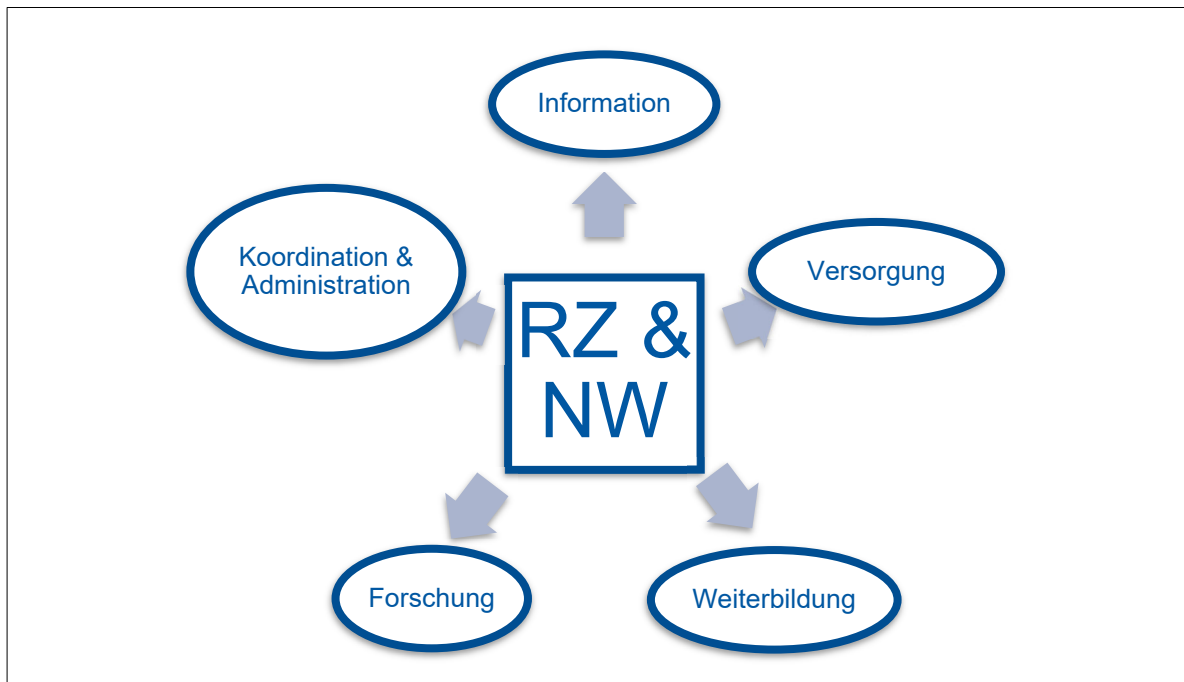 Information
Koordination &
Administration
Versorgung
RZ &
NW
Forschung
Weiterbildung